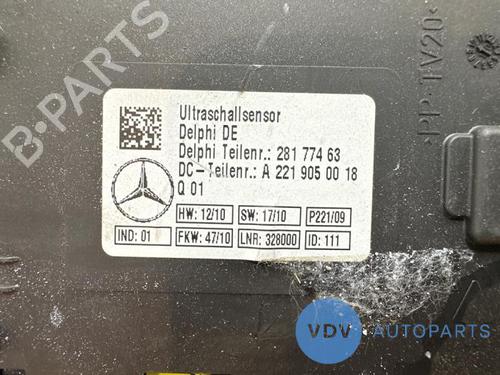 Ultraschallsensor
Delphi DE
Delphi Teilenr.: 281 774 63
DC-Teilenr.: A 221 905 00 18
Q 01
HW: 12/10 SW: 17/10 P221/09
IND: 01 FKW: 47/10 LNR: 328000 ID: 111
>PP-TV20<
VDV AUTOPARTS